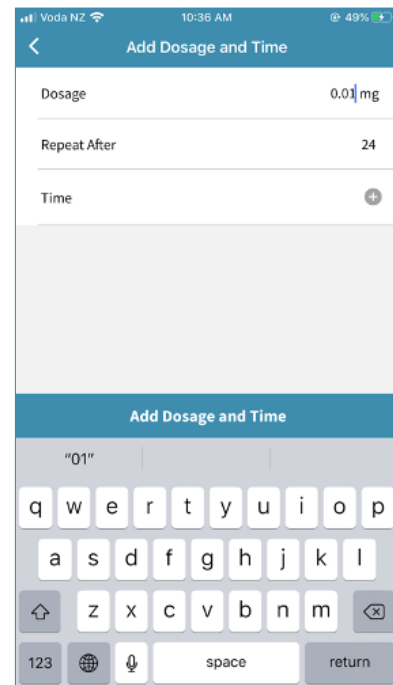 Voda NZ 10:36 AM 49%
Add Dosage and Time
Dosage 0.01 mg
Repeat After 24
Time
Add Dosage and Time
"01"
q w e r t y u i o p
a s d f g h j k l
z x c v b n m
123 space return